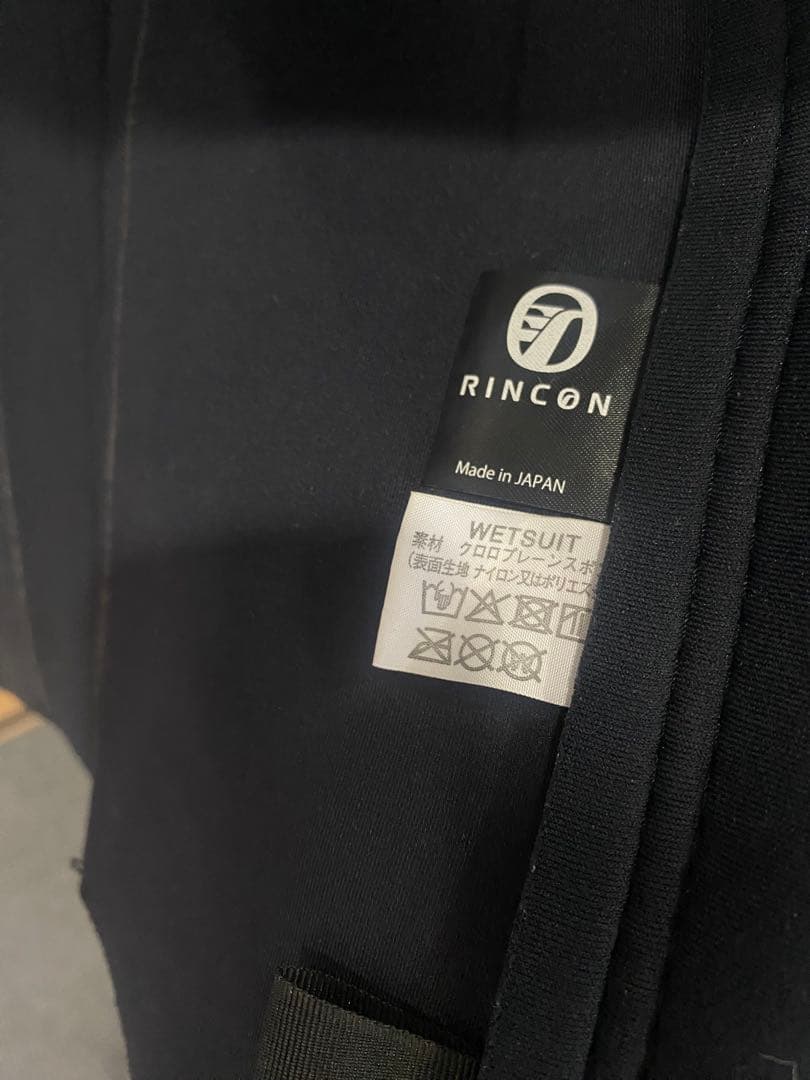 RINCON
Made in JAPAN
WETSUIT
素材 クロロプレーンスポ
(表面生地 ナイロン又はポリエス